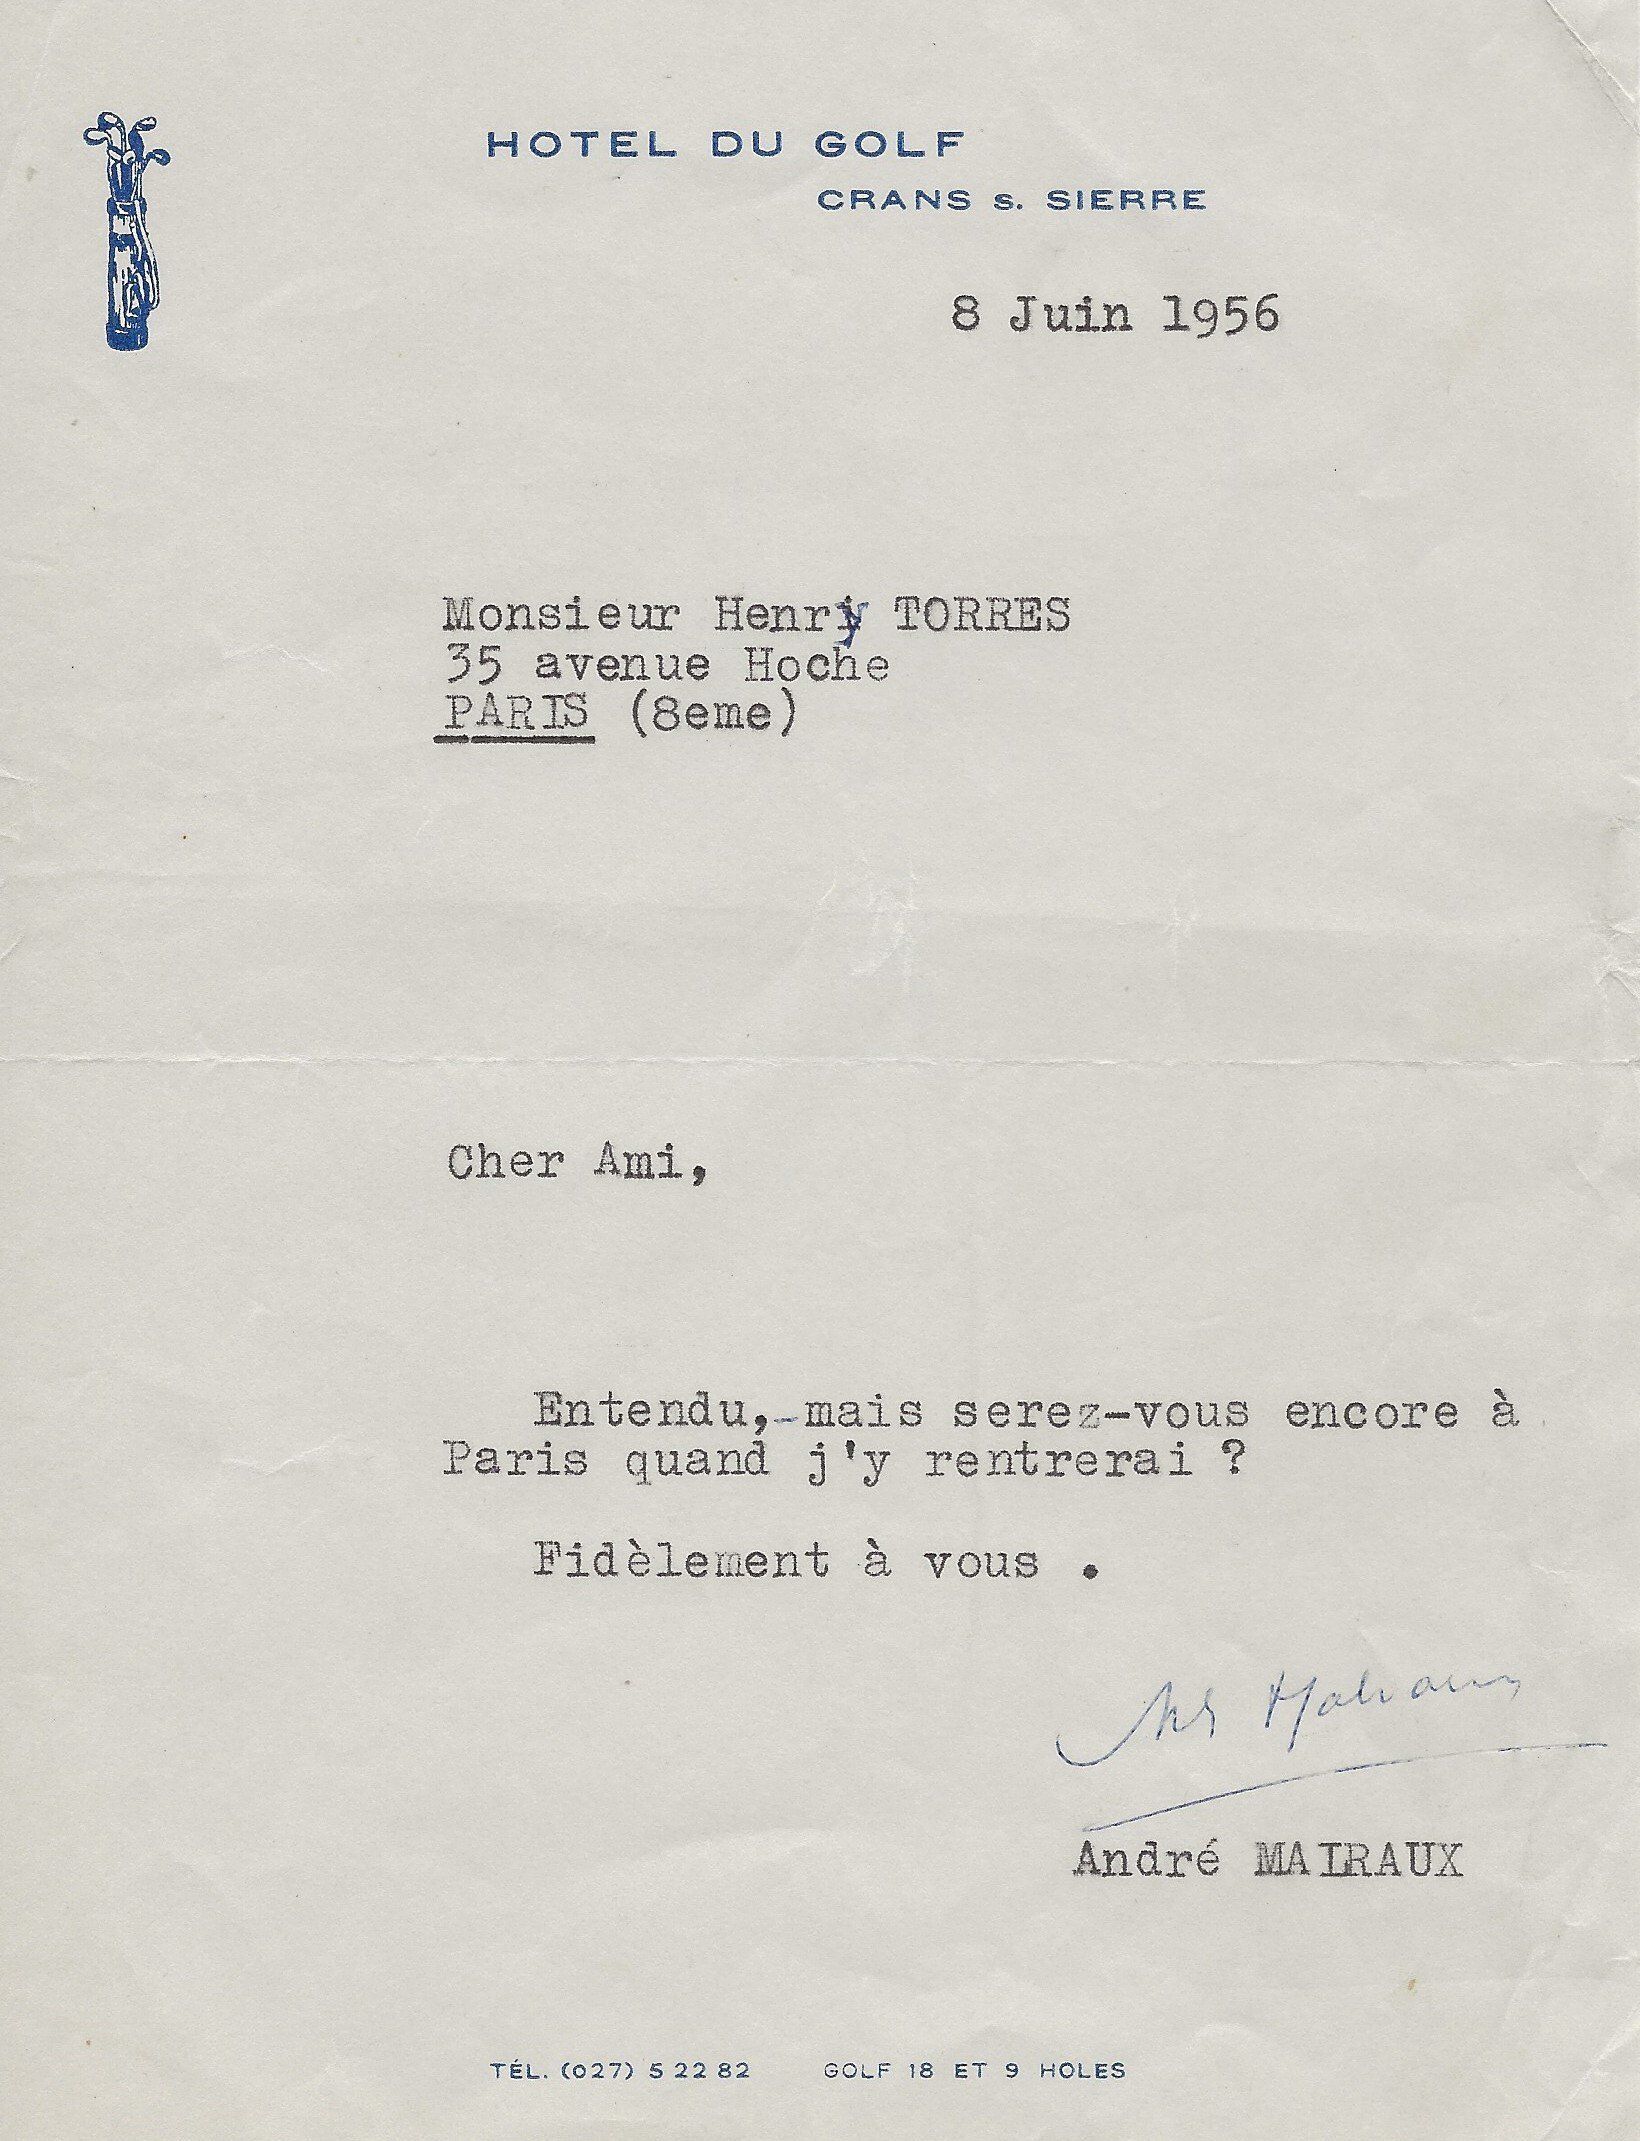 HOTEL DU GOLF
CRANS s. SIERRE
8 Juin 1956
Monsieur Henry TORRES
35 avenue Hoche
PARIS (8eme)
Cher Ami,
Entendu,-mais serez-vous encore à
Paris quand j'y rentrerai ?
Fidèlement à vous .
André MALRAUX
TÉL. (027) 5 22 82 GOLF 18 ET 9 HOLES